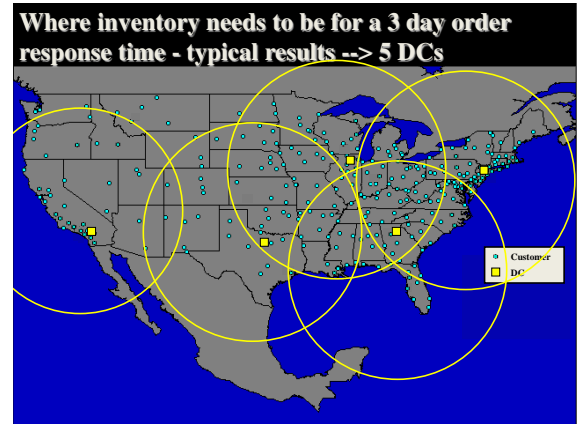 Where inventory needs to be for a 3 day order
response time - typical results --> 5 DCs
Customer
DC